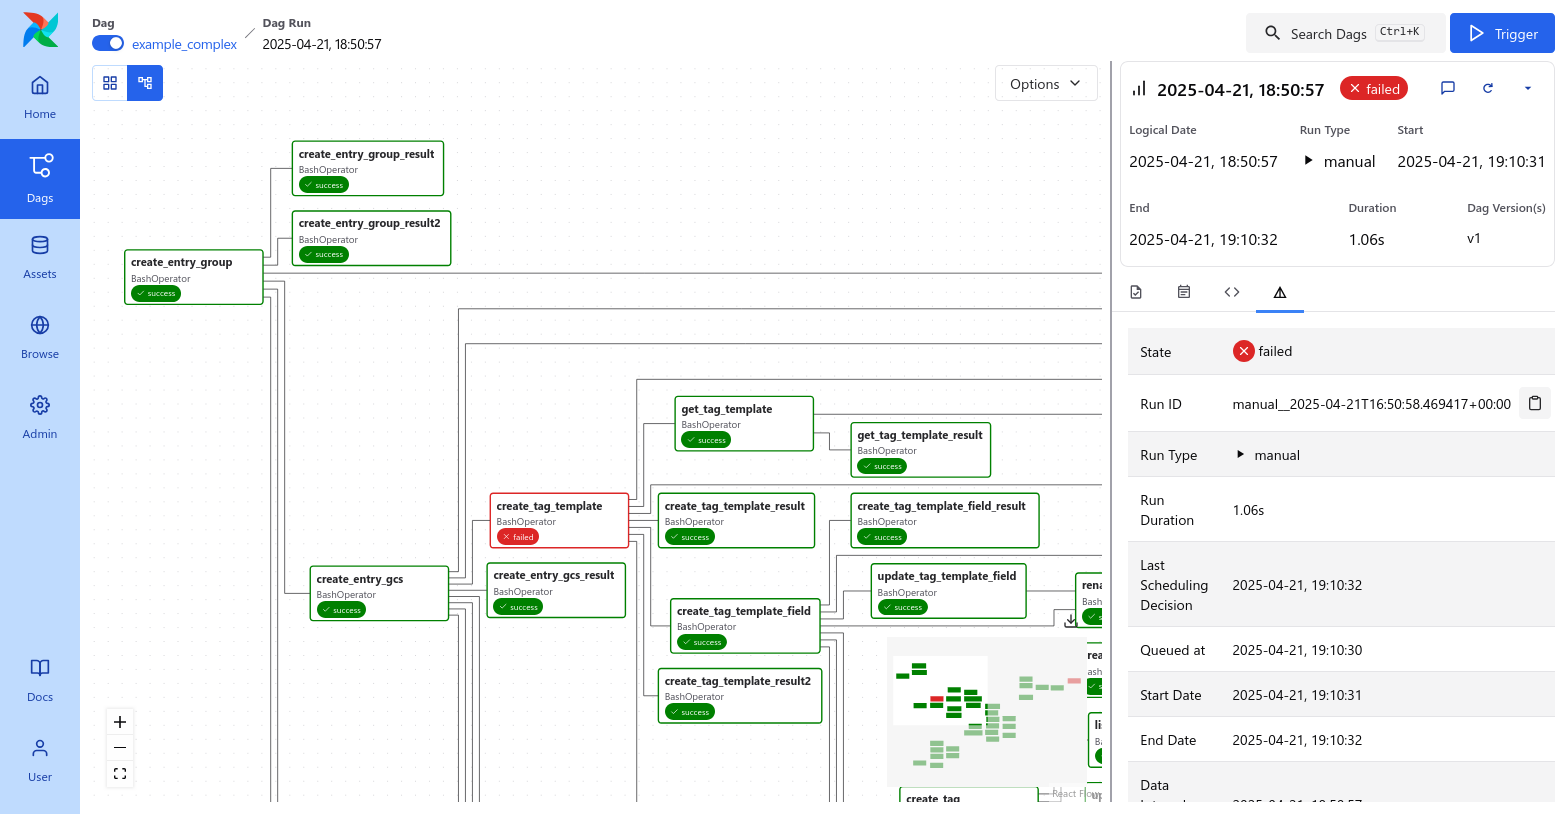 Dag
example_complex
Dag Run
2025-04-21, 18:50:57
Search Dags
Ctrl+K
Trigger
Home
Dags
Assets
Browse
Admin
Docs
User
Options
create_entry_group_result
BashOperator
success
create_entry_group_result2
BashOperator
success
create_entry_group
BashOperator
success
get_tag_template
BashOperator
success
get_tag_template_result
BashOperator
success
create_tag_template
BashOperator
failed
create_tag_template_result
BashOperator
success
create_tag_template_field_result
BashOperator
success
create_entry_gcs
BashOperator
success
create_entry_gcs_result
BashOperator
success
update_tag_template_field
BashOperator
success
create_tag_template_field
BashOperator
success
create_tag_template_result2
BashOperator
success
create_tag
React Flow
2025-04-21, 18:50:57
failed
Logical Date
2025-04-21, 18:50:57
Run Type
manual
Start
2025-04-21, 19:10:31
End
2025-04-21, 19:10:32
Duration
1.06s
Dag Version(s)
v1
State
failed
Run ID
manual__2025-04-21T16:50:58.469417+00:00
Run Type
manual
Run
Duration
1.06s
Last
Scheduling
Decision
2025-04-21, 19:10:32
Queued at
2025-04-21, 19:10:30
Start Date
2025-04-21, 19:10:31
End Date
2025-04-21, 19:10:32
Data
2025-04-21, 18:50:57